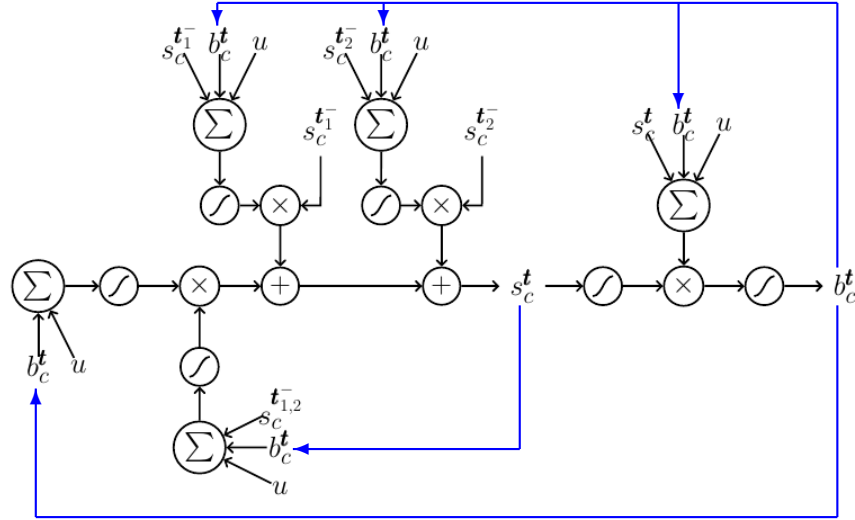 s_c^{t_1^-} b_c^t u
s_c^{t_2^-} b_c^t u
∑
s_c^{t_1^-}
∑
s_c^{t_2^-}
s_c^t b_c^t u
∑
∫ ×
∫ ×
∑ ∫ × + + s_c^t ∫ × ∫ b_c^t
b_c^t u
∫
s_c^{t_{1,2}^-}
∑ b_c^t
u